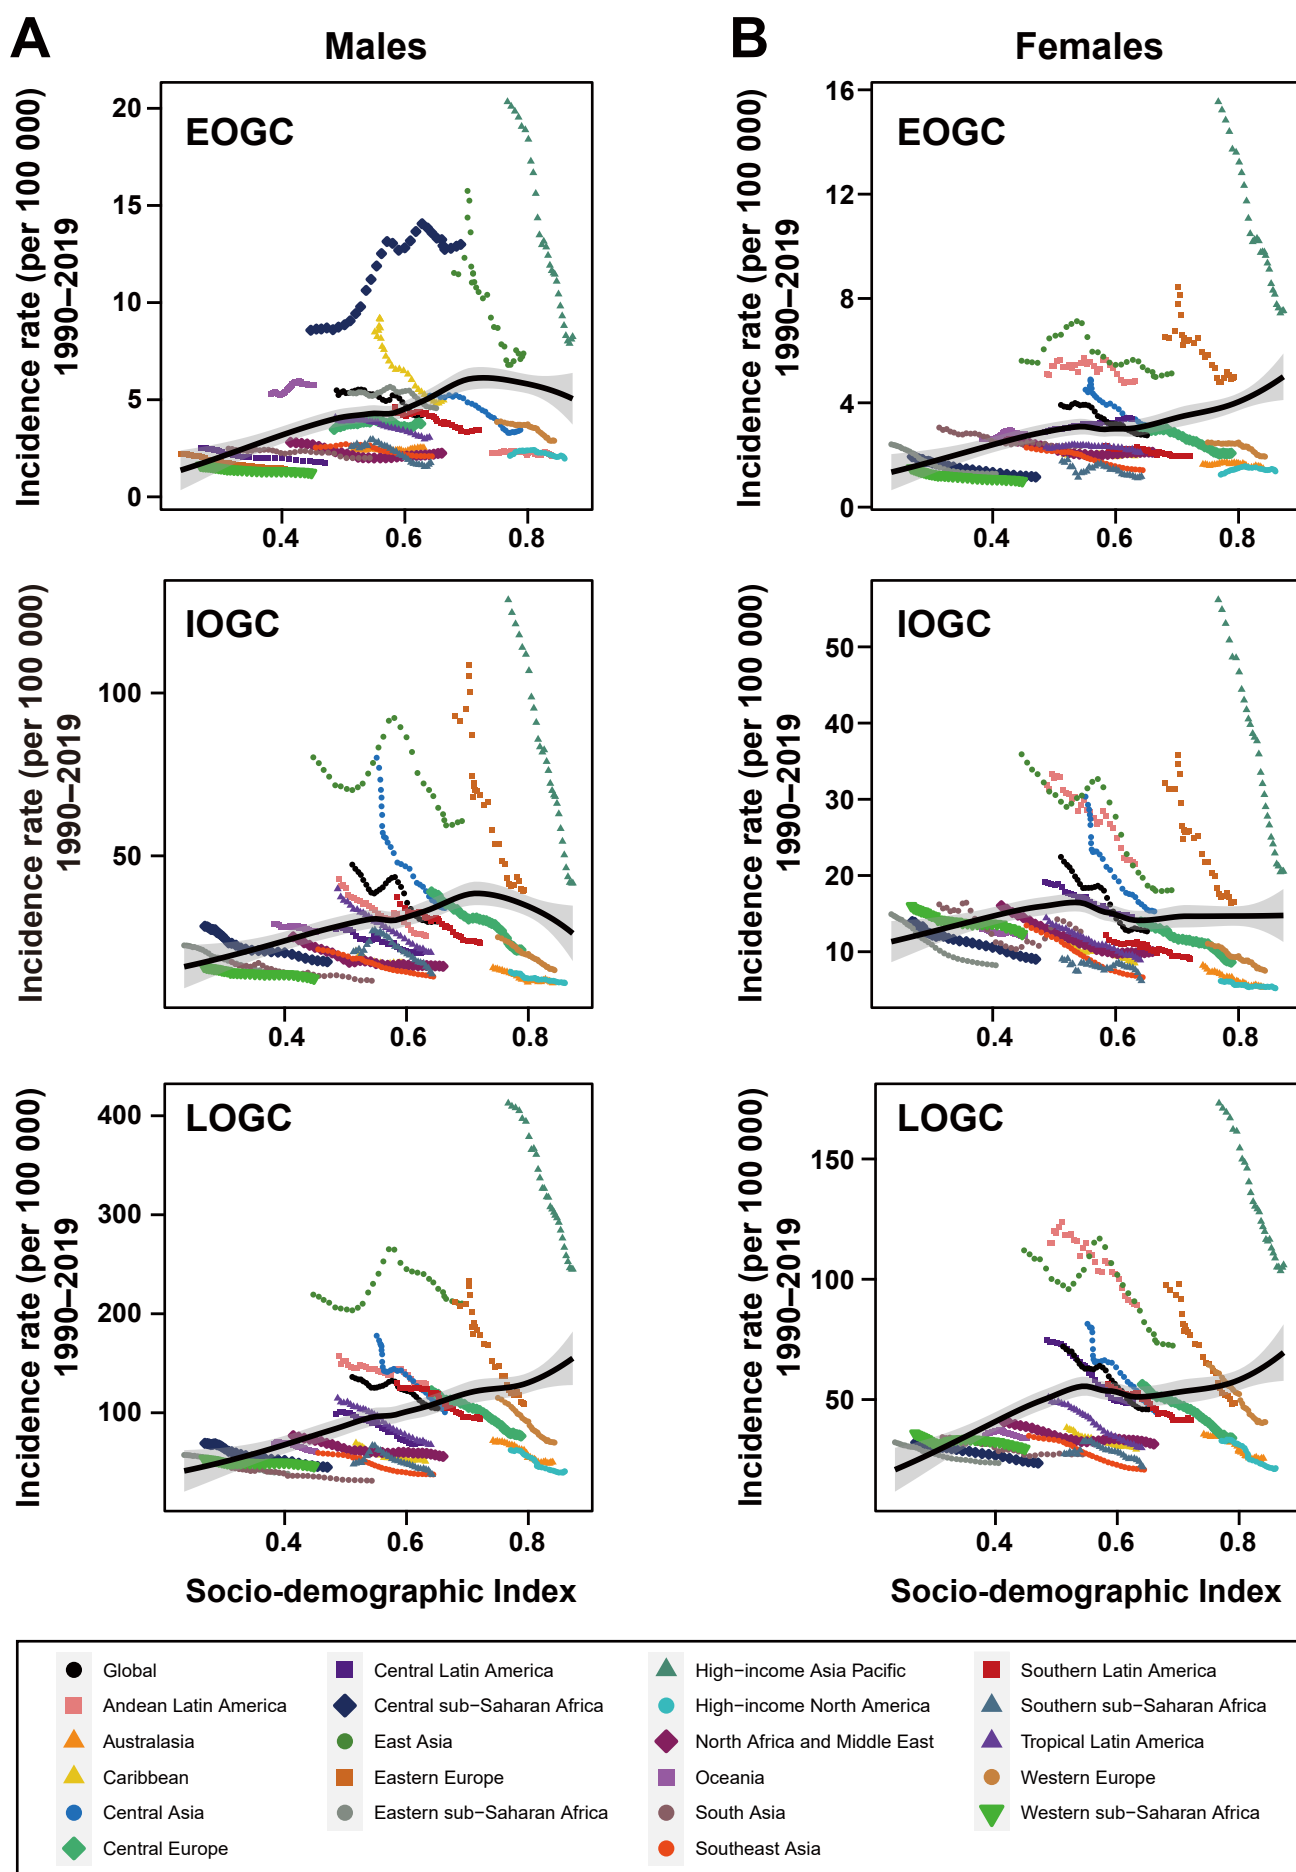 A
Males
B
Females
Incidence rate (per 100 000)
1990–2019
EOGC
20
15
10
5
0
0.4
0.6
0.8
Incidence rate (per 100 000)
1990–2019
EOGC
16
12
8
4
0
0.4
0.6
0.8
Incidence rate (per 100 000)
1990–2019
IOGC
100
50
0.4
0.6
0.8
Incidence rate (per 100 000)
1990–2019
IOGC
50
40
30
20
10
0.4
0.6
0.8
Incidence rate (per 100 000)
1990–2019
LOGC
400
300
200
100
0.4
0.6
0.8
Socio-demographic Index
Incidence rate (per 100 000)
1990–2019
LOGC
150
100
50
0.4
0.6
0.8
Socio-demographic Index
Global
Andean Latin America
Australasia
Caribbean
Central Asia
Central Europe
Central Latin America
Central sub−Saharan Africa
East Asia
Eastern Europe
Eastern sub−Saharan Africa
High−income Asia Pacific
High−income North America
North Africa and Middle East
Oceania
South Asia
Southeast Asia
Southern Latin America
Southern sub−Saharan Africa
Tropical Latin America
Western Europe
Western sub−Saharan Africa